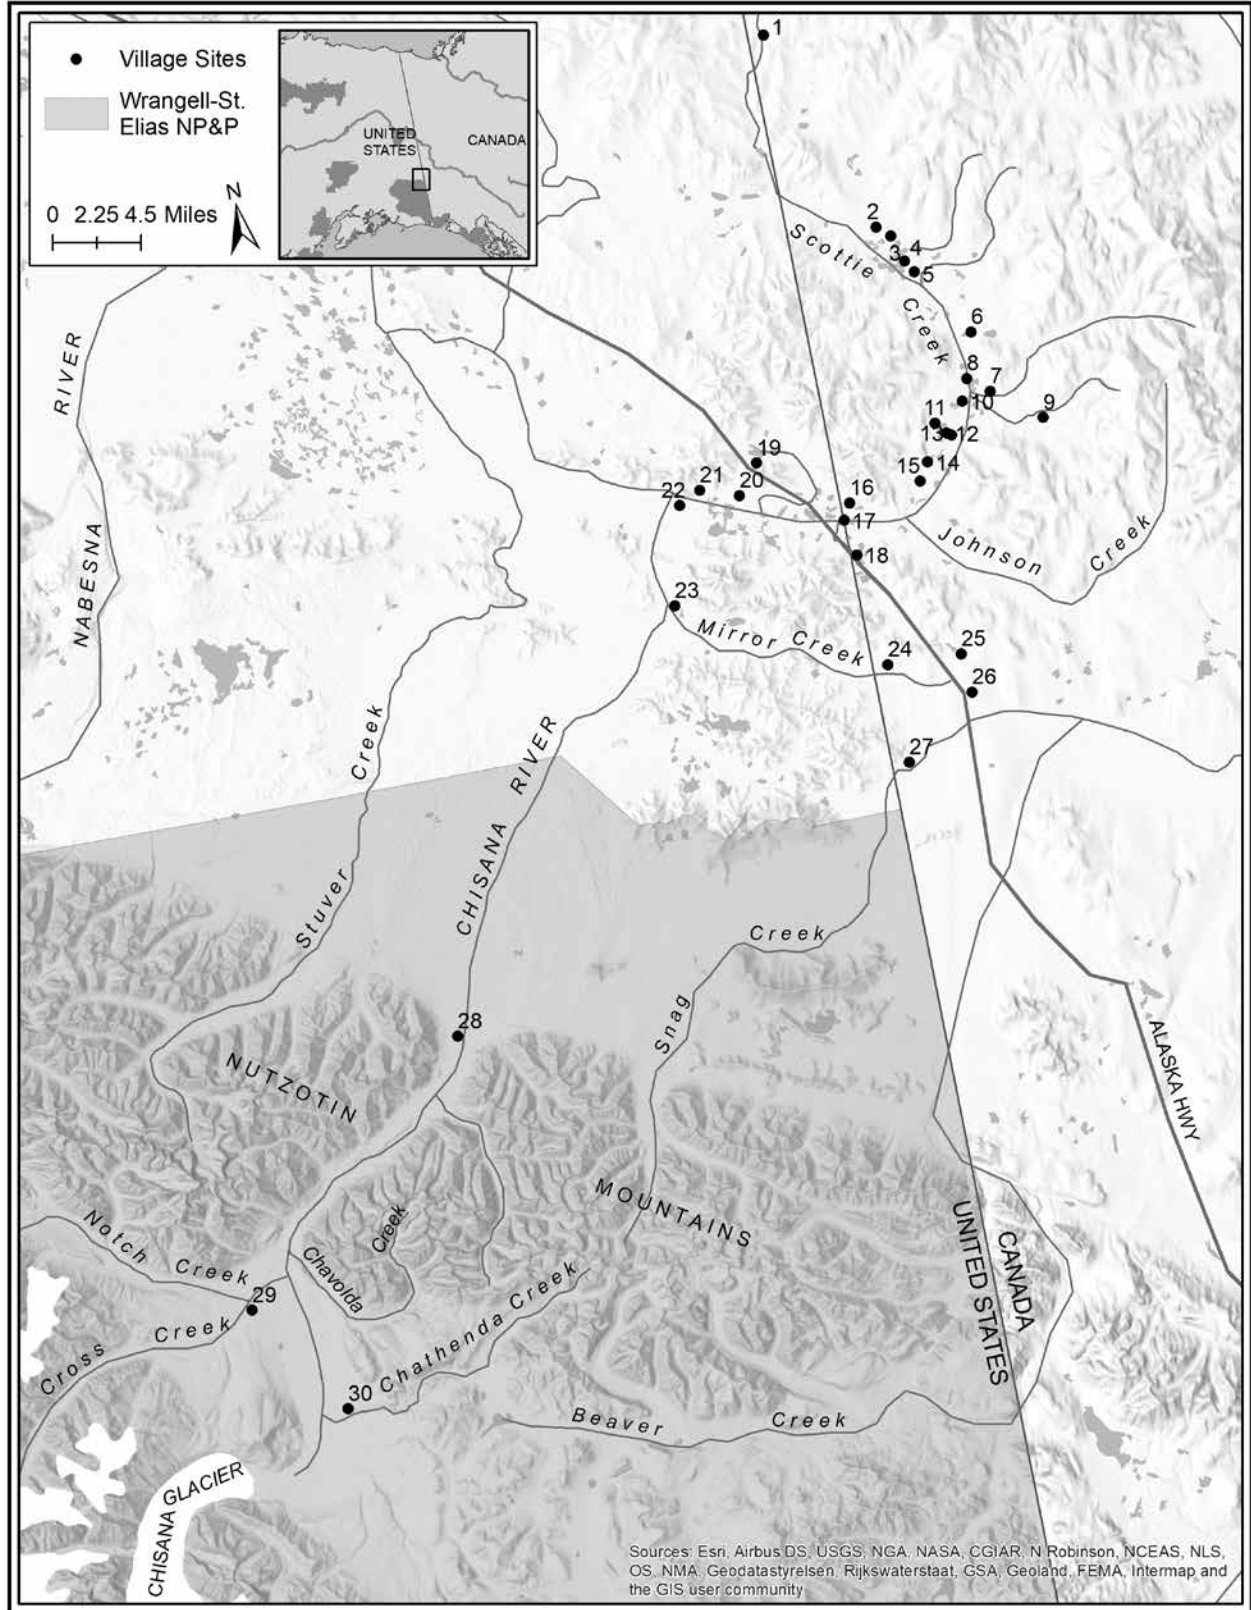 Village Sites
Wrangell-St.
Elias NP&P
N
0 2.25 4.5 Miles
UNITED
STATES
CANADA
1
2
Scottie
3
4
5
Creek
6
8
7
10
9
11
13
12
14
15
19
21
20
22
16
17
18
Johnson
Creek
RIVER
NABESNA
23
Mirror Creek
24
25
26
27
Stuver
Creek
CHISANA RIVER
Creek
Snag
28
NUTZOTIN
MOUNTAINS
ALASKA HWY
UNITED STATES
CANADA
Notch Creek
Chavolda
Creek
29
Cross Creek
Chathenda Creek
30
Beaver Creek
CHISANA GLACIER
Sources: Esri, Airbus DS, USGS, NGA, NASA, CGIAR, N Robinson, NCEAS, NLS,
OS, NMA, Geodatastyrelsen, Rijkswaterstaat, GSA, Geoland, FEMA, Intermap and
the GIS user community